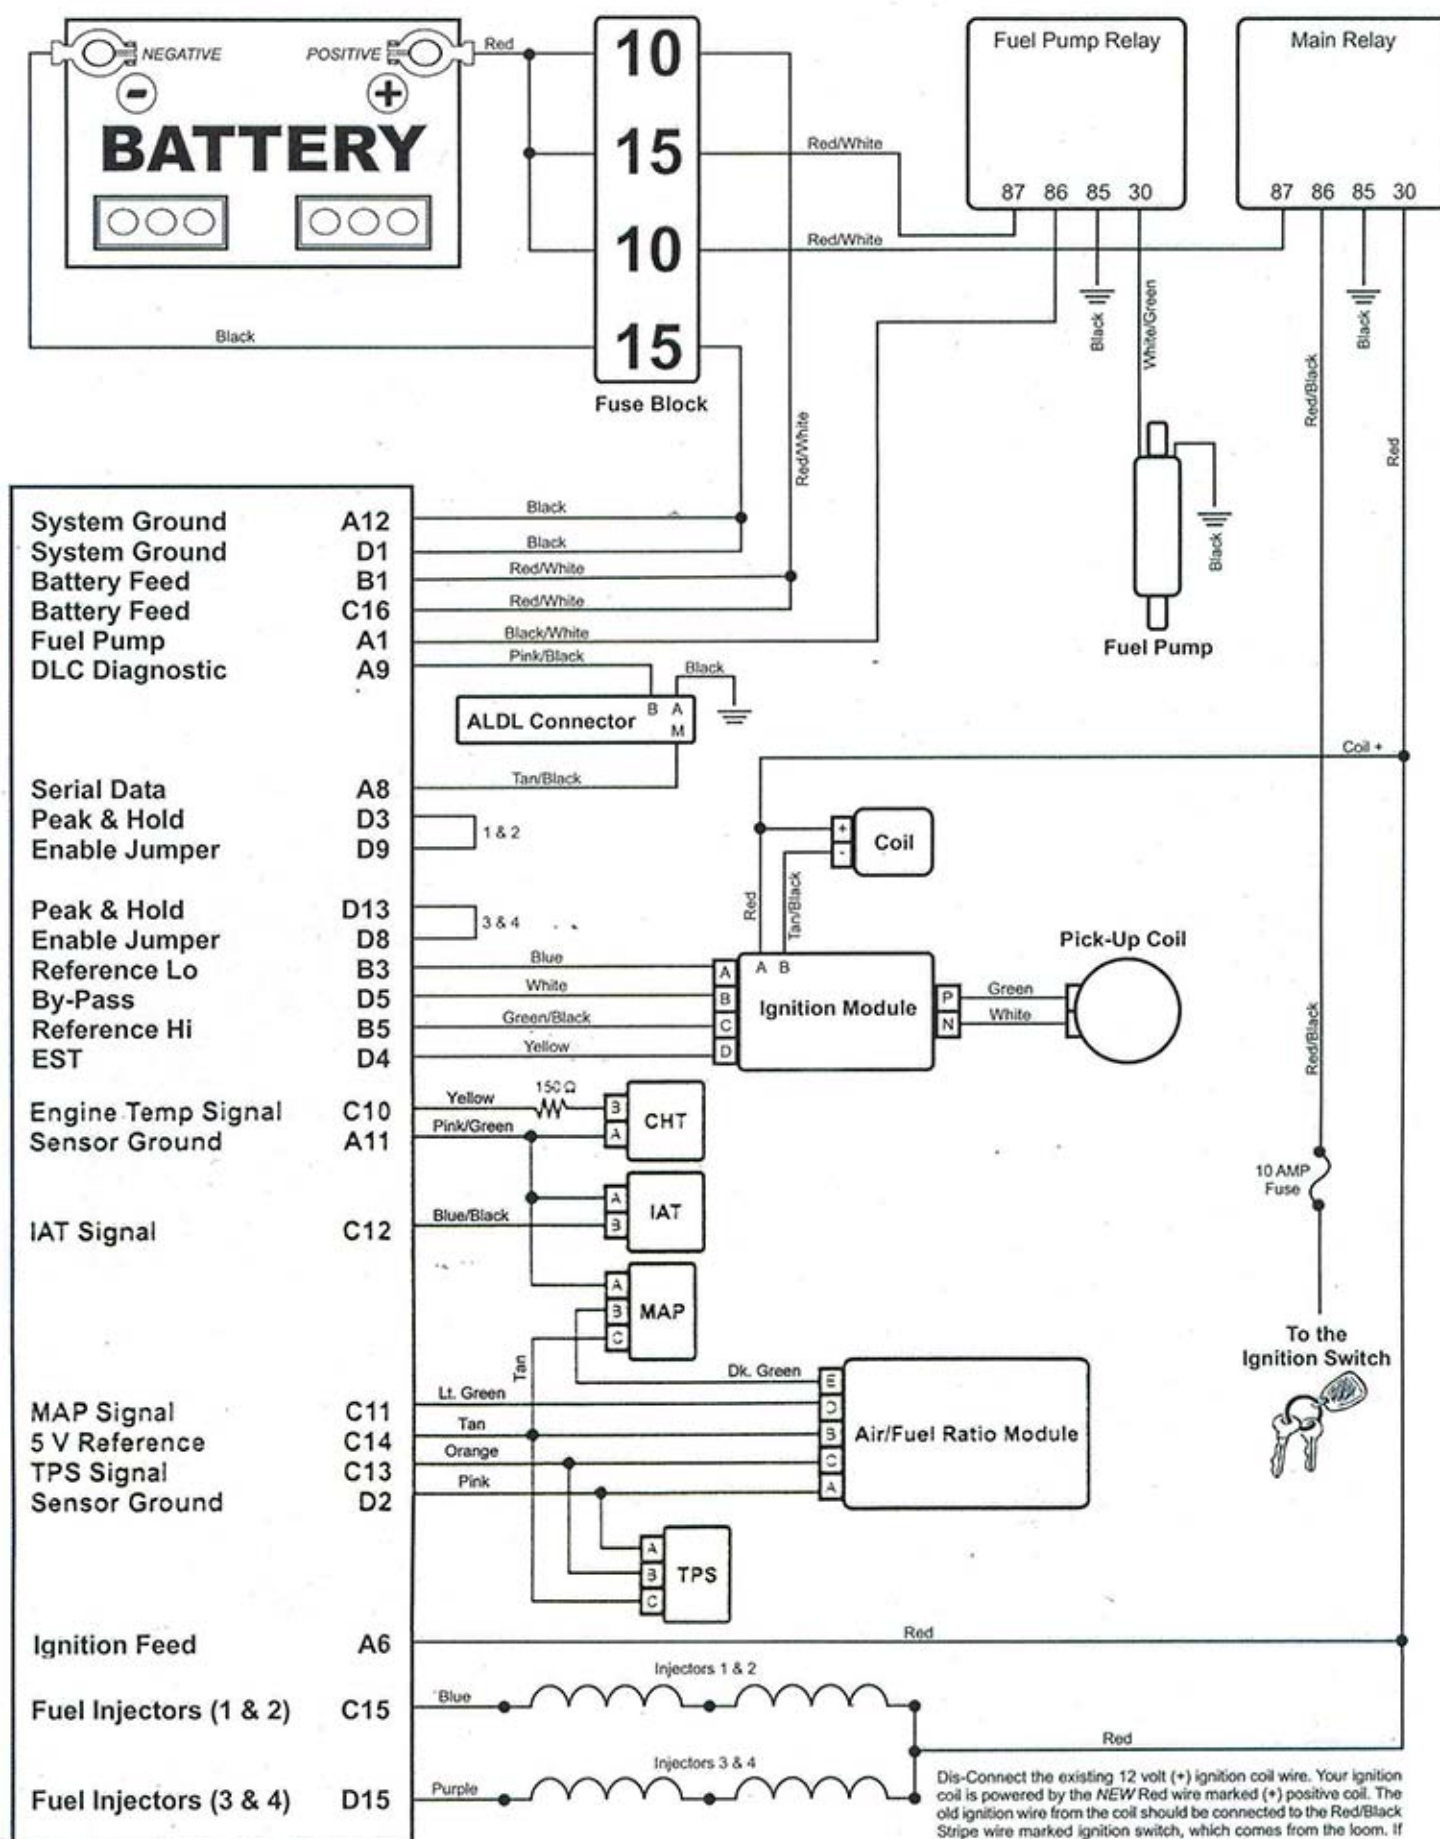 NEGATIVE
POSITIVE
-
+
BATTERY
Red
10
15
10
15
Fuse Block
Black
Red/White
Red/White
Red/White
Fuel Pump Relay
87 86 85 30
Main Relay
87 86 85 30
Black
White/Green
Black
Red/Black
Red
Black
Fuel Pump
System Ground A12 Black
System Ground D1 Black
Battery Feed B1 Red/White
Battery Feed C16 Red/White
Fuel Pump A1 Black/White
DLC Diagnostic A9 Pink/Black
Black
ALDL Connector B A
M
Serial Data A8 Tan/Black
Peak & Hold D3
Enable Jumper D9
1 & 2
Peak & Hold D13
Enable Jumper D8
3 & 4
Coil +
+
-
Coil
Red
Tan/Black
Reference Lo B3 Blue A
By-Pass D5 White B
Reference Hi B5 Green/Black C
EST D4 Yellow D
A B
Ignition Module
P Green
N White
Pick-Up Coil
Red/Black
Engine Temp Signal C10 Yellow 150 Ω B
Sensor Ground A11 Pink/Green A
CHT
IAT Signal C12 Blue/Black
A
B
IAT
A
B
C
MAP
10 AMP
Fuse
To the
Ignition Switch
Tan
Dk. Green E
MAP Signal C11 Lt. Green D
5 V Reference C14 Tan B
TPS Signal C13 Orange C
Sensor Ground D2 Pink A
Air/Fuel Ratio Module
A
B
C
TPS
Ignition Feed A6 Red
Injectors 1 & 2
Fuel Injectors (1 & 2) C15 Blue
Red
Injectors 3 & 4
Fuel Injectors (3 & 4) D15 Purple
Dis-Connect the existing 12 volt (+) ignition coil wire. Your ignition
coil is powered by the NEW Red wire marked (+) positive coil. The
old ignition wire from the coil should be connected to the Red/Black
Stripe wire marked ignition switch, which comes from the loom. If